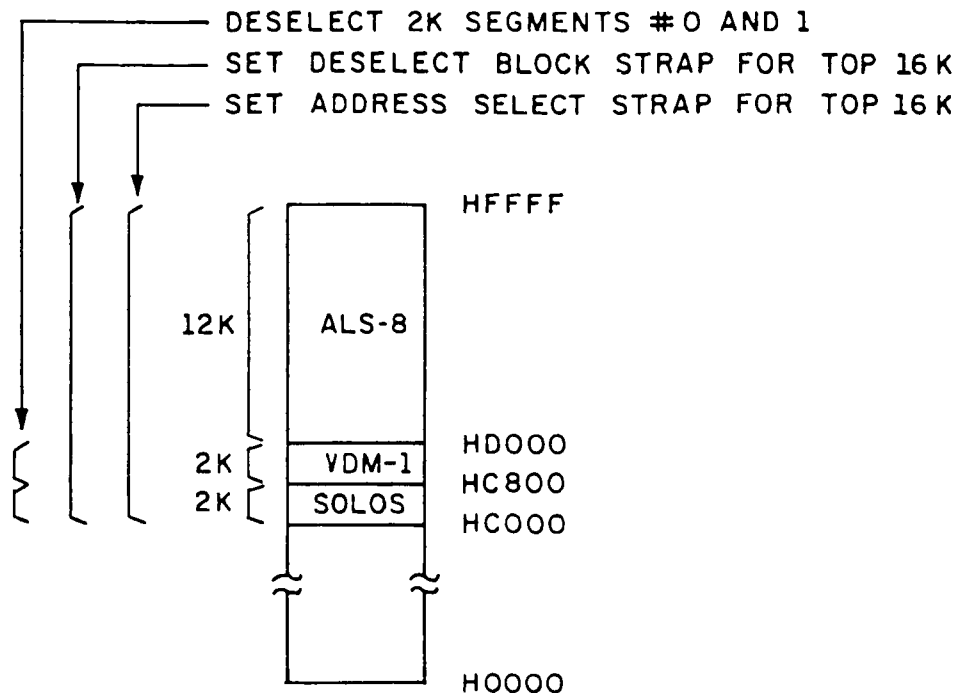 DESELECT 2K SEGMENTS #0 AND 1
SET DESELECT BLOCK STRAP FOR TOP 16K
SET ADDRESS SELECT STRAP FOR TOP 16K
HFFFF
12K
ALS-8
HD000
2K
VDM-1
HC800
2K
SOLOS
HC000
H0000